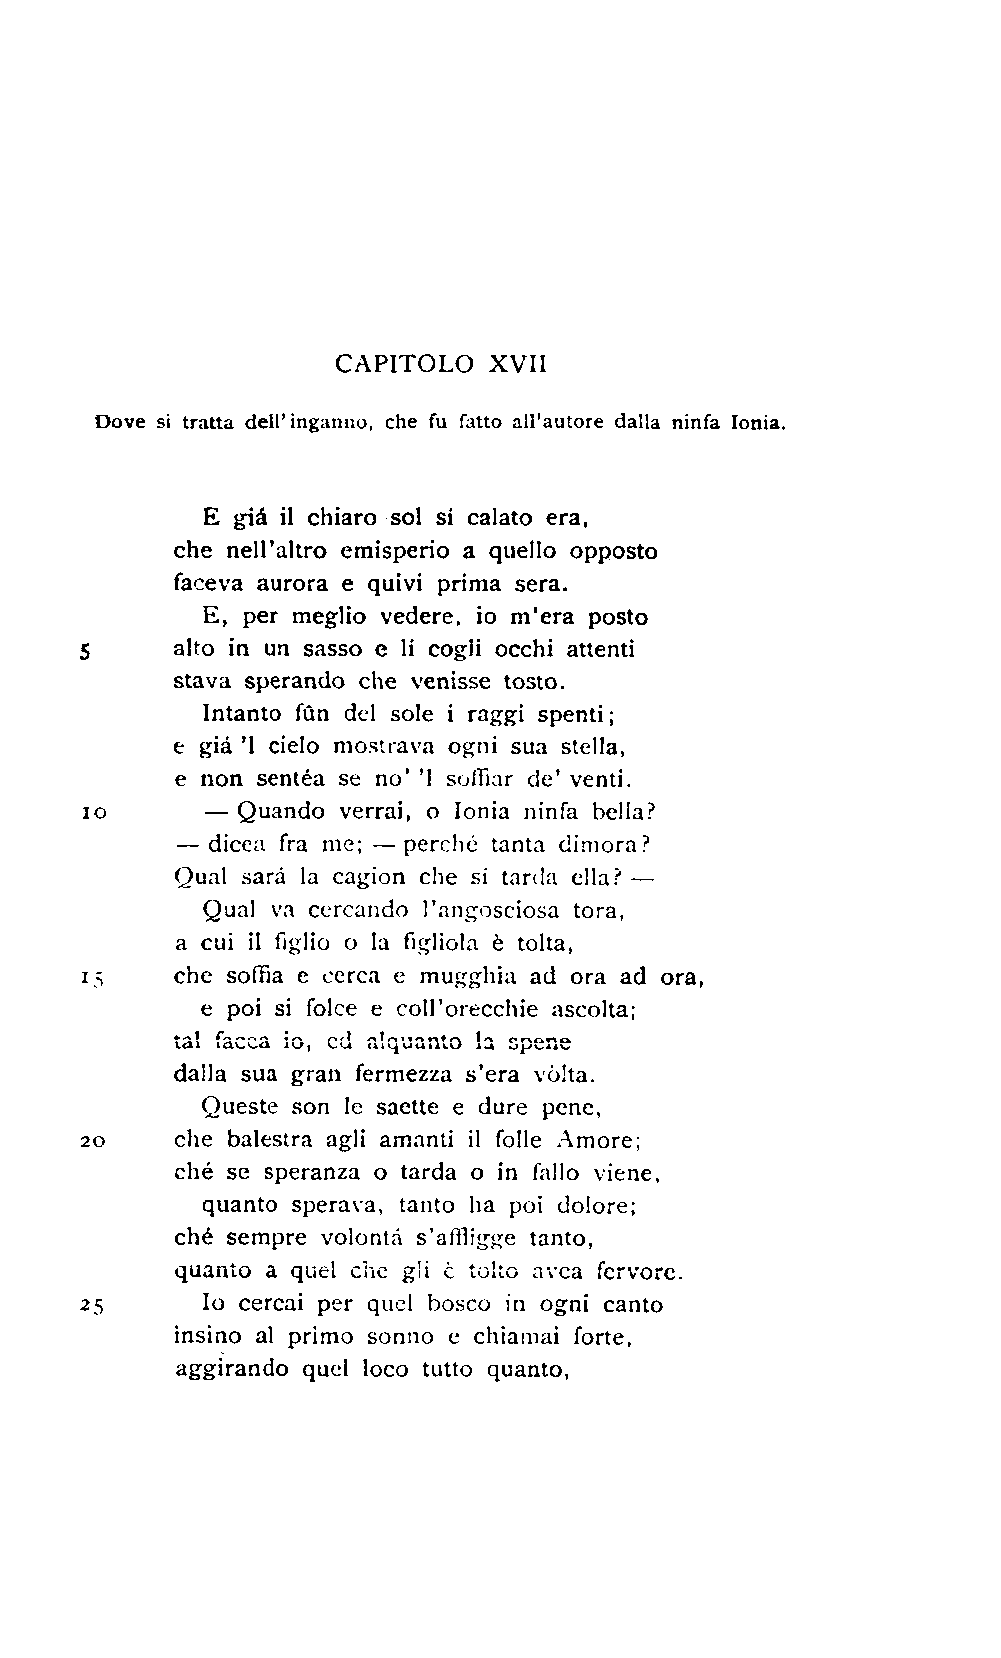 CAPITOLO XVII
Dove si tratta dell'inganno, che fu fatto all'autore dalla ninfa Ionia.
E giá il chiaro sol sí calato era,
che nell'altro emisperio a quello opposto
faceva aurora e quivi prima sera.
E, per meglio vedere, io m'era posto
5 alto in un sasso e lí cogli occhi attenti
stava sperando che venisse tosto.
Intanto fûn del sole i raggi spenti;
e giá 'l cielo mostrava ogni sua stella,
e non sentéa se no' 'l soffiar de' venti.
10 — Quando verrai, o Ionia ninfa bella?
— dicea fra me; — perché tanta dimora?
Qual sará la cagion che sí tarda ella? —
Qual va cercando l'angosciosa tora,
a cui il figlio o la figliola è tolta,
15 che soffia e cerca e mugghia ad ora ad ora,
e poi si folce e coll'orecchie ascolta;
tal facea io, ed alquanto la spene
dalla sua gran fermezza s'era vòlta.
Queste son le saette e dure pene,
20 che balestra agli amanti il folle Amore;
ché se speranza o tarda o in fallo viene,
quanto sperava, tanto ha poi dolore;
ché sempre volontá s'affligge tanto,
quanto a quel che gli è tolto avea fervore.
25 Io cercai per quel bosco in ogni canto
insino al primo sonno e chiamai forte,
aggirando quel loco tutto quanto,